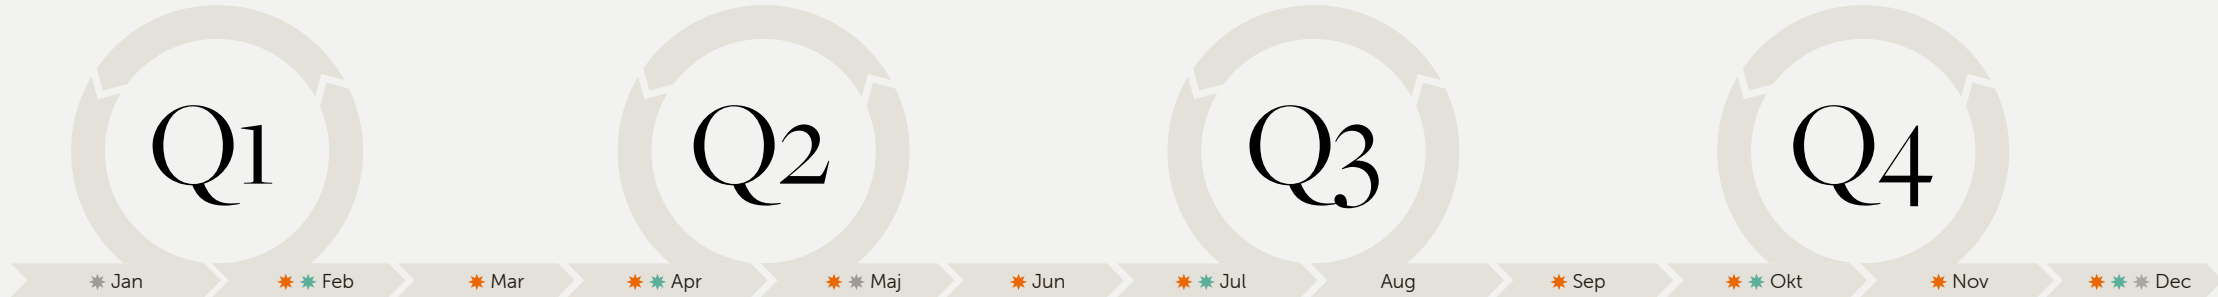 Q1 Q2 Q3 Q4
Jan Feb Mar Apr Maj Jun Jul Aug Sep Okt Nov Dec